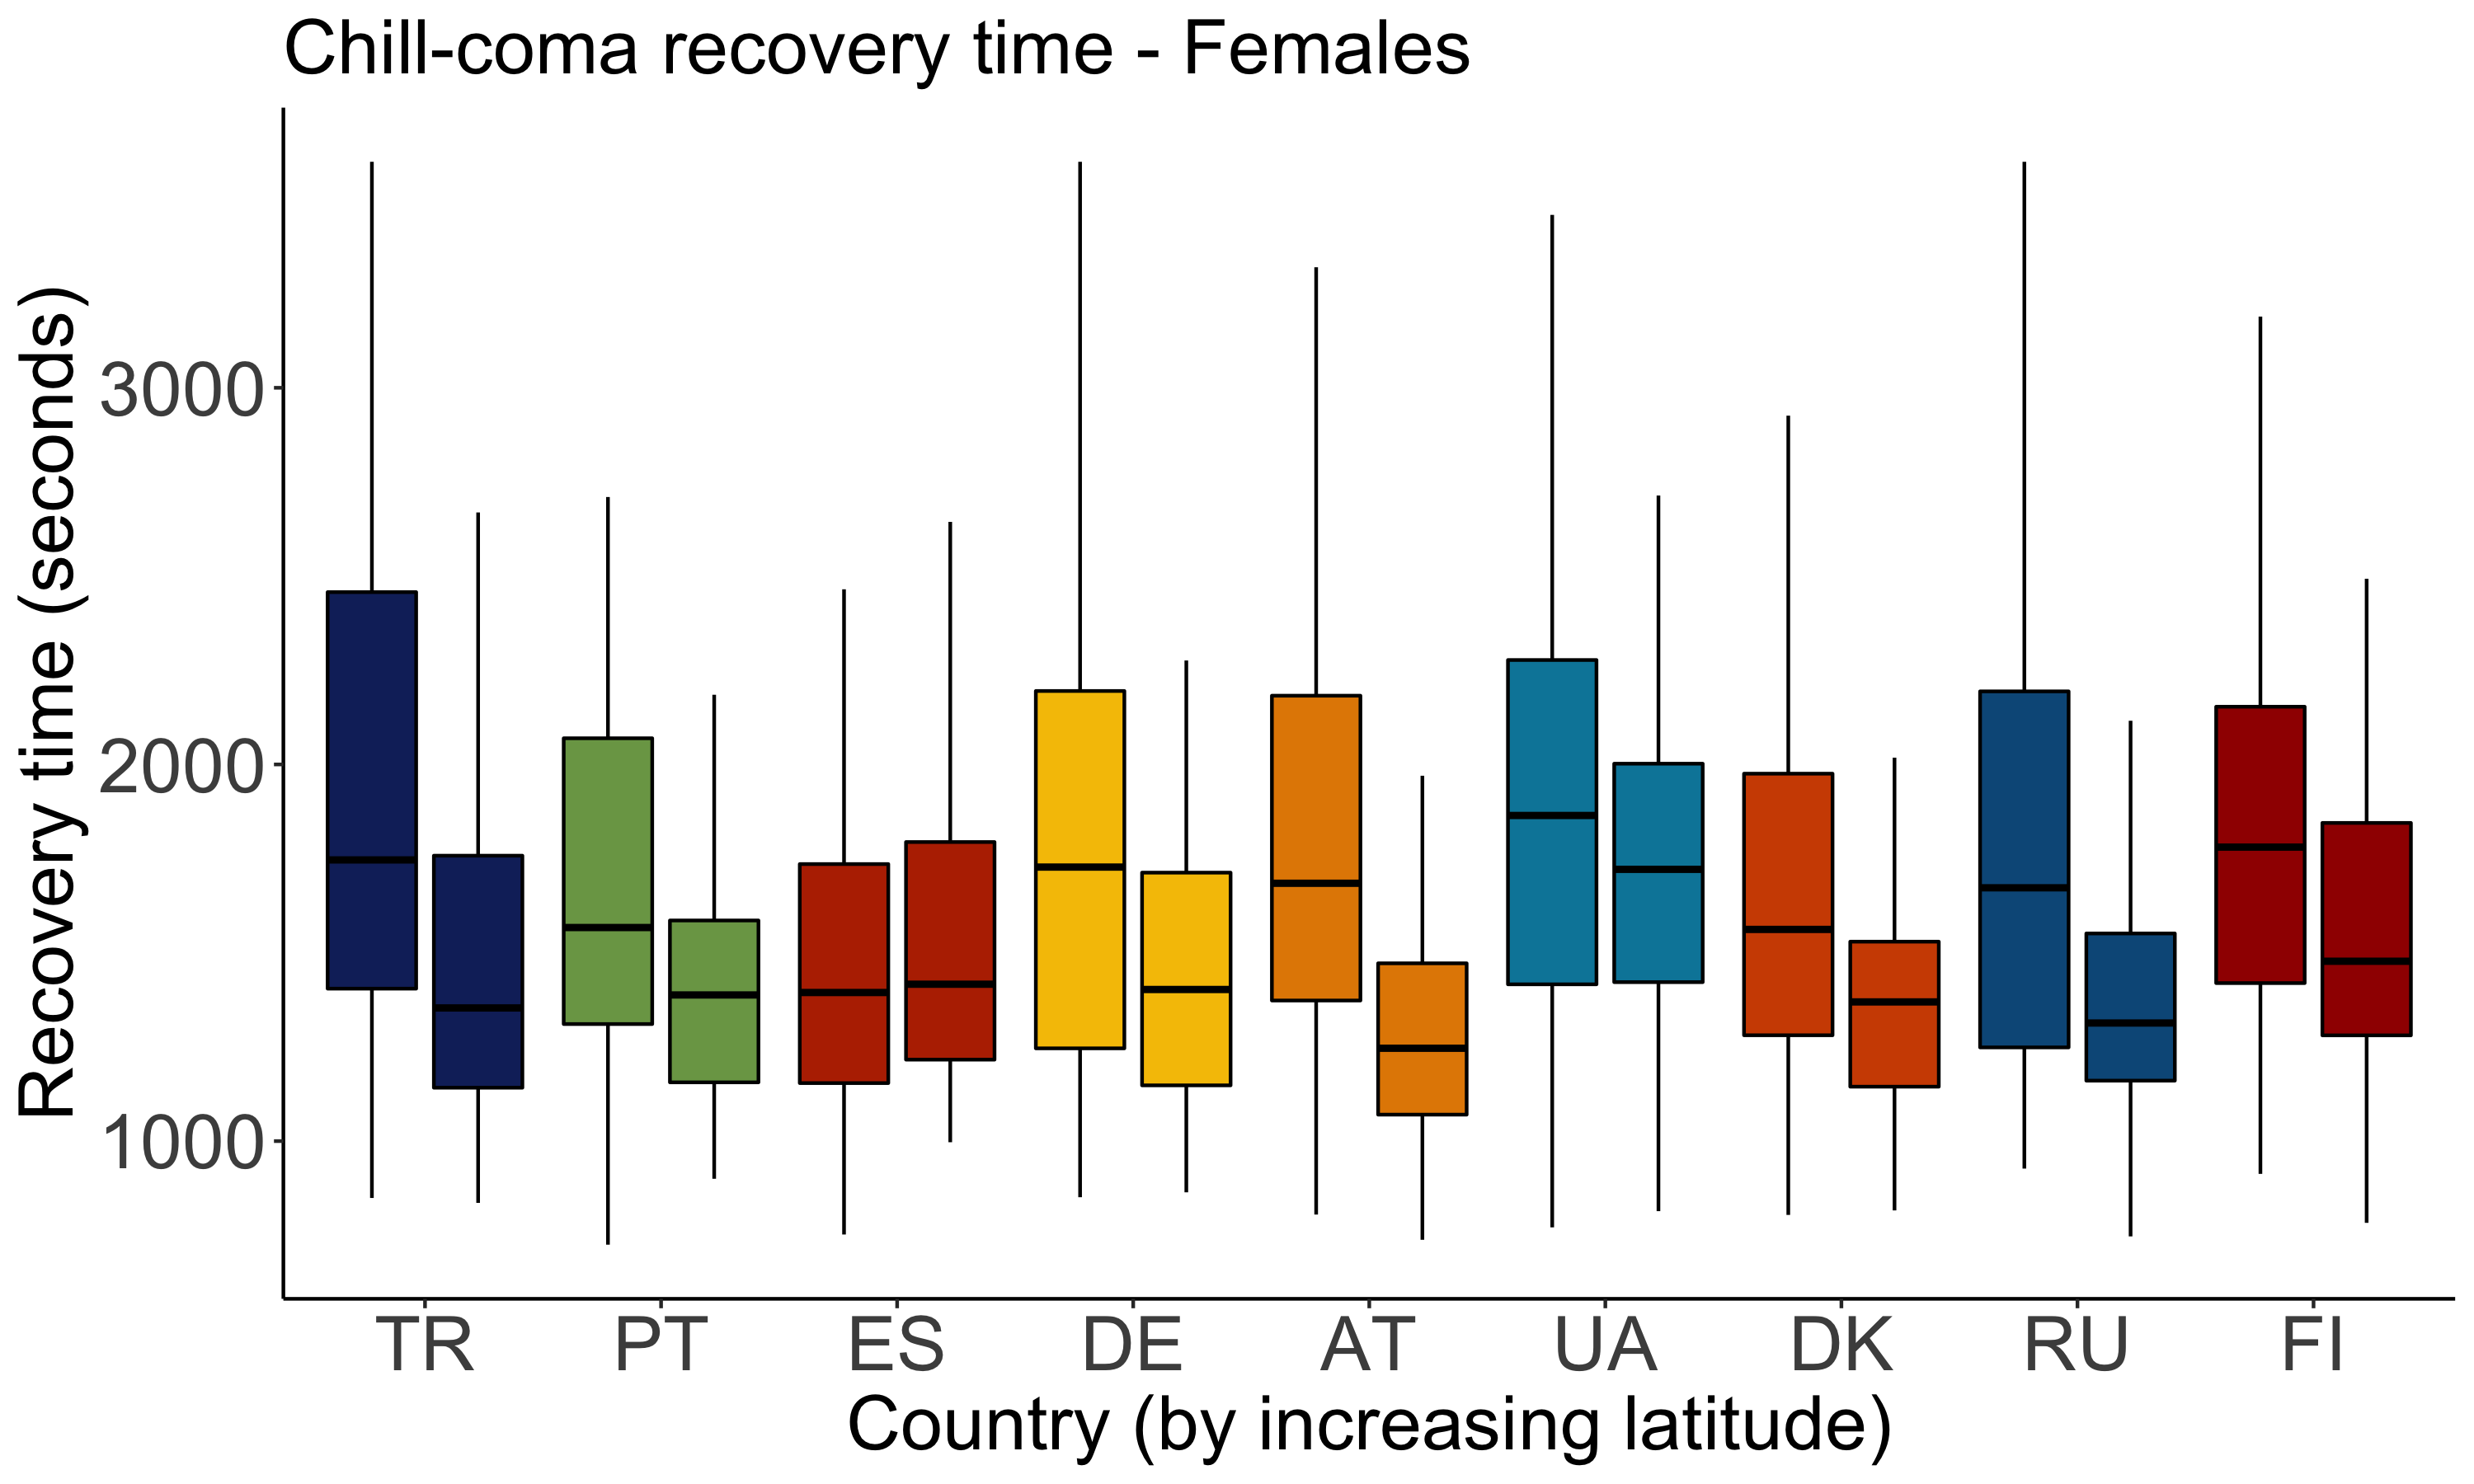 Chill-coma recovery time - Females
Recovery time (seconds)
3000
2000
1000
TR PT ES DE AT UA DK RU FI
Country (by increasing latitude)